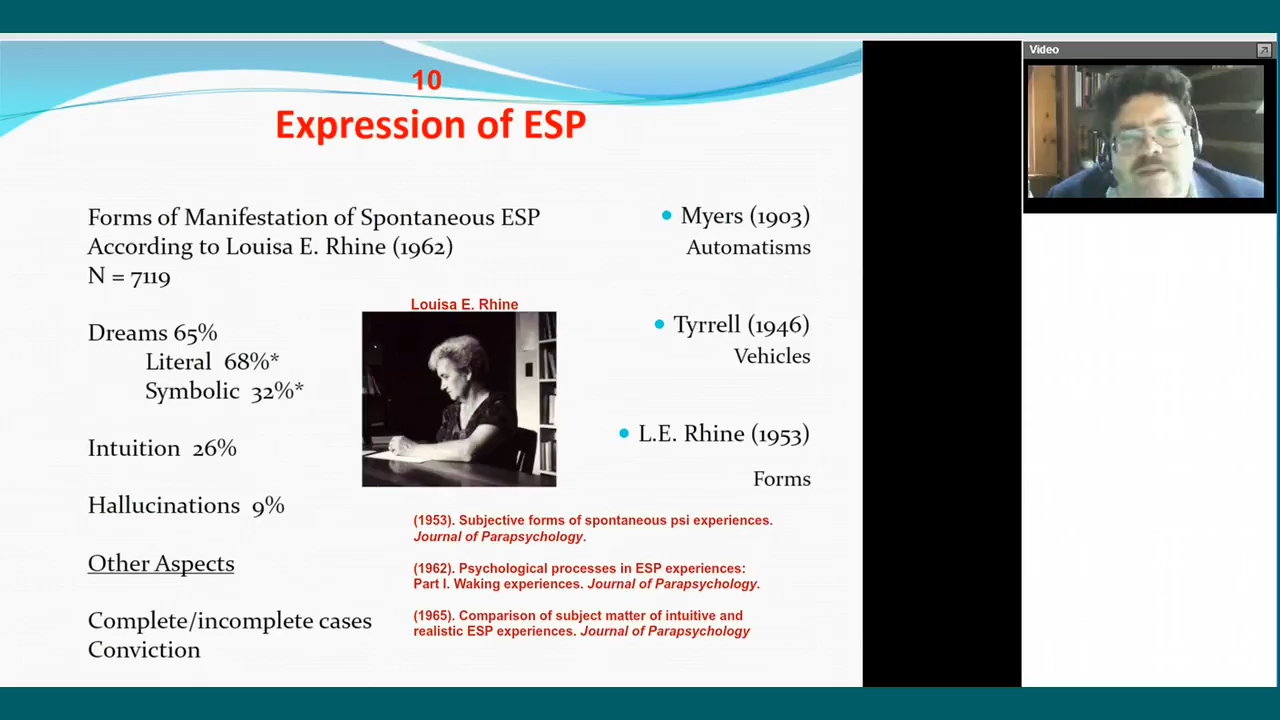 Video
10
Expression of ESP
Forms of Manifestation of Spontaneous ESP
According to Louisa E. Rhine (1962)
N = 7119
Dreams 65%
Literal 68%*
Symbolic 32%*
Intuition 26%
Hallucinations 9%
Other Aspects
Complete/incomplete cases
Conviction
Louisa E. Rhine
• Myers (1903)
Automatisms
• Tyrrell (1946)
Vehicles
• L.E. Rhine (1953)
Forms
(1953). Subjective forms of spontaneous psi experiences.
Journal of Parapsychology.
(1962). Psychological processes in ESP experiences:
Part I. Waking experiences. Journal of Parapsychology.
(1965). Comparison of subject matter of intuitive and
realistic ESP experiences. Journal of Parapsychology